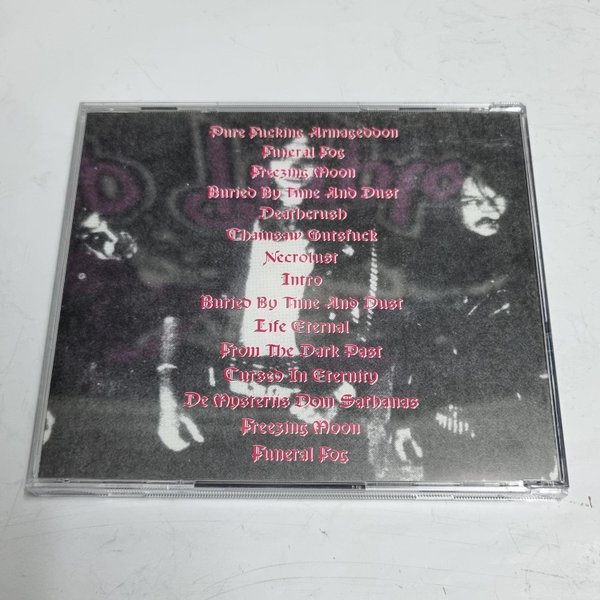 Pure Fucking Armageddon
Funeral Fog
Freezing Moon
Buried By Time And Dust
Deathcrush
Chainsaw Gutsfuck
Necrolust
Intro
Buried By Time And Dust
Life Eternal
From The Dark Past
Cursed In Eternity
De Mysteriis Dom Sathanas
Freezing Moon
Funeral Fog